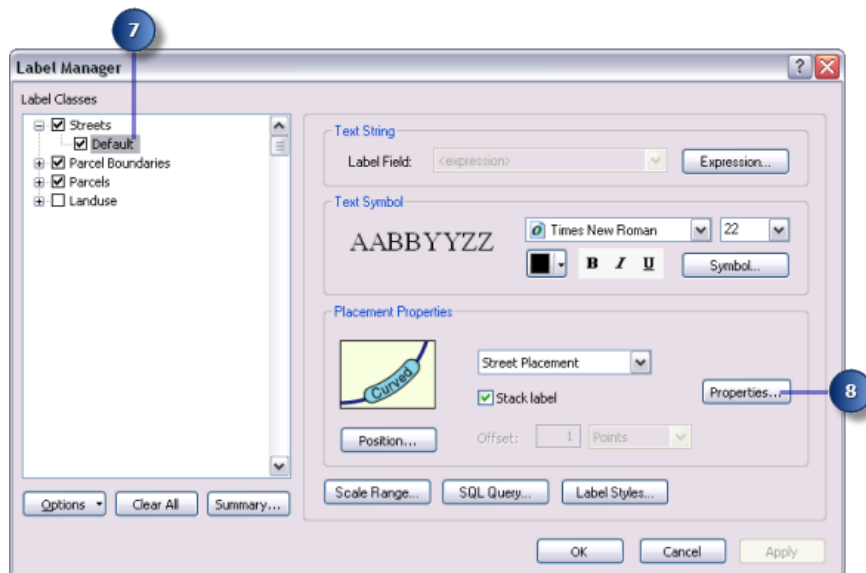 7
Label Manager
Label Classes
Streets
Default
Parcel Boundaries
Parcels
Landuse
Options
Clear All
Summary...
Text String
Label Field:
<expression>
Expression...
Text Symbol
AABBYYZZ
Times New Roman
22
B I U
Symbol...
Placement Properties
Curved
Street Placement
Stack label
Properties...
8
Position...
Offset:
1
Points
Scale Range...
SQL Query...
Label Styles...
OK
Cancel
Apply